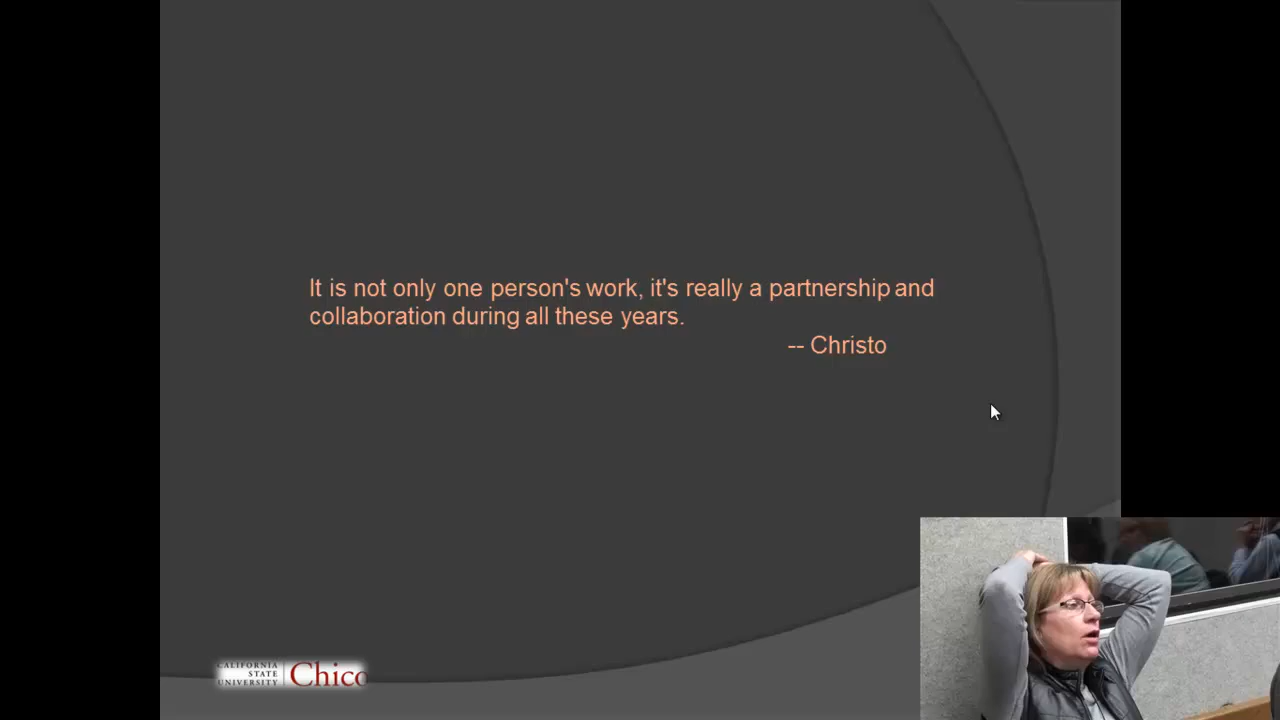 It is not only one person's work, it's really a partnership and
collaboration during all these years.
-- Christo
CALIFORNIA
STATE
UNIVERSITY
Chico